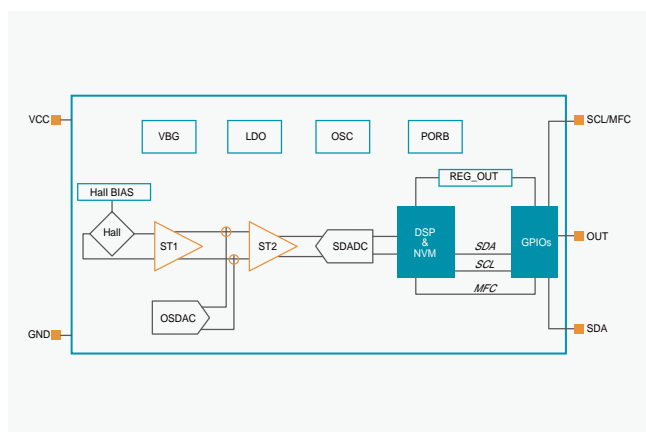 VCC
SCL/MFC
VBG
LDO
OSC
PORB
REG_OUT
Hall BIAS
Hall
ST1
ST2
SDADC
DSP
&
NVM
SDA
SCL
MFC
GPIOs
OUT
OSDAC
GND
SDA